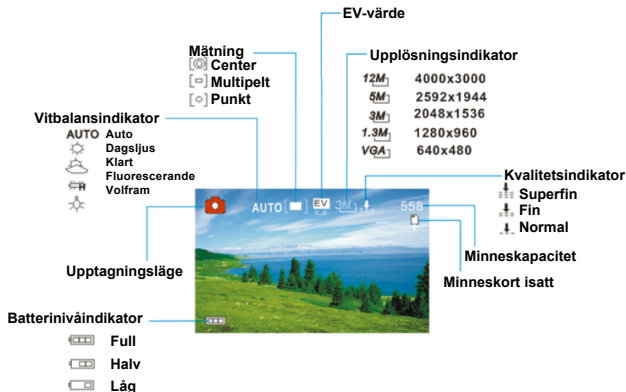 EV-värde
Mätning
Center
Multipelt
Punkt
Upplösningsindikator
12M 4000x3000
5M 2592x1944
3M 2048x1536
1.3M 1280x960
VGA 640x480
Vitbalansindikator
AUTO Auto
Dagsljus
Klart
Fluorescerande
Volfram
Kvalitetsindikator
Superfin
Fin
Normal
AUTO EV 3M 558
Upptagningsläge
Minneskapacitet
Minneskort isatt
Batterinivåindikator
Full
Halv
Låg